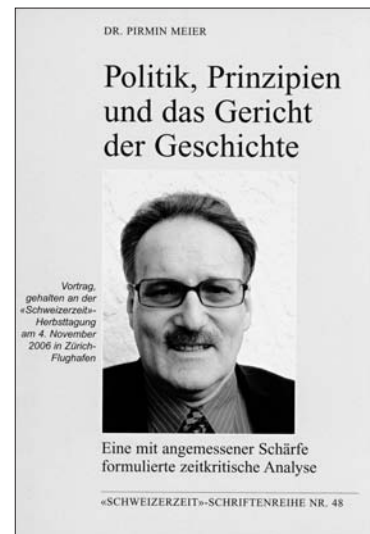 DR. PIRMIN MEIER
Politik, Prinzipien
und das Gericht
der Geschichte
Vortrag,
gehalten an der
«Schweizerzeit»-
Herbsttagung
am 4. November
2006 in Zürich-
Flughafen
Eine mit angemessener Schärfe
formulierte zeitkritische Analyse
«SCHWEIZERZEIT»-SCHRIFTENREIHE NR. 48